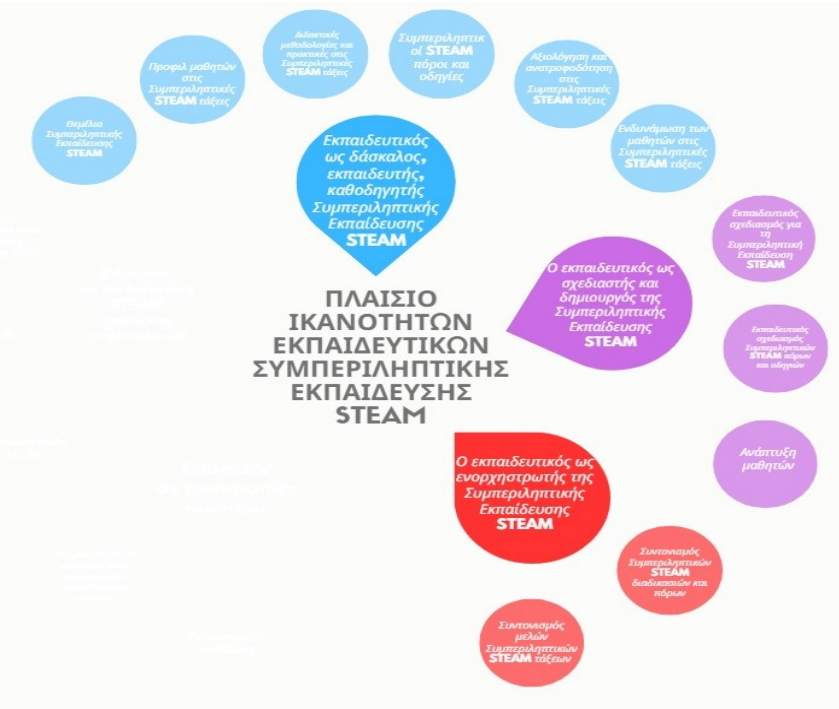 Θεμέλια
Συμπεριληπτικής
Εκπαίδευσης
STEAM
Προφιλ μαθητών
στις
Συμπεριληπτικές
STEAM τάξεις
Διδακτικές
μεθοδολογίες και
πρακτικές στις
Συμπεριληπτικές
STEAM τάξεις
Συμπεριληπτικ
οί STEAM
πόροι και
οδηγίες
Αξιολόγηση και
ανατροφοδότηση
στις
Συμπεριληπτικές
STEAM τάξεις
Ενδυνάμωση των
μαθητών στις
Συμπεριληπτικές
STEAM τάξεις
Εκπαιδευτικός
ως δάσκαλος,
εκπαιδευτής,
καθοδηγητής
Συμπεριληπτικής
Εκπαίδευσης
STEAM
Εκπαιδευτικός
σχεδιασμός για
τη
Συμπεριληπτική
Εκπαίδευση
STEAM
Ο εκπαιδευτικός ως
σχεδιαστής και
δημιουργός της
Συμπεριληπτικής
Εκπαίδευσης
STEAM
Εκπαιδευτικός
σχεδιασμός
Συμπεριληπτικών
STEAM πόρων
και οδηγιών
ΠΛΑΙΣΙΟ
ΙΚΑΝΟΤΗΤΩΝ
ΕΚΠΑΙΔΕΥΤΙΚΩΝ
ΣΥΜΠΕΡΙΛΗΠΤΙΚΗΣ
ΕΚΠΑΙΔΕΥΣΗΣ
STEAM
Ανάπτυξη
μαθητών
Ο εκπαιδευτικός ως
ενορχηστρωτής της
Συμπεριληπτικής
Εκπαίδευσης
STEAM
Συντονισμός
Συμπεριληπτικών
STEAM
διαδικασιών και
πόρων
Συντονισμός
μελών
Συμπεριληπτικών
STEAM τάξεων